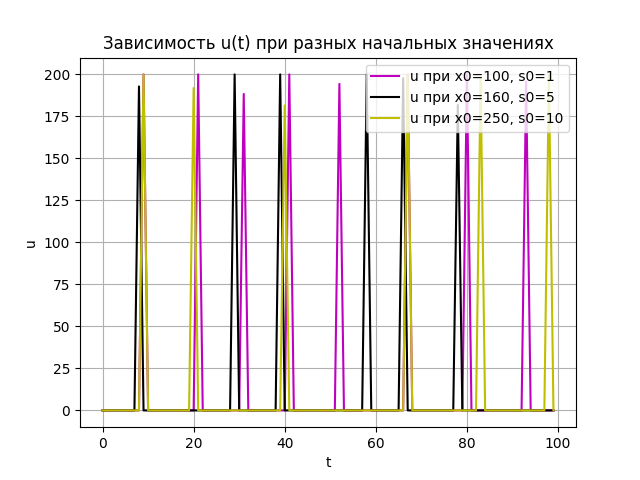 Зависимость u(t) при разных начальных значениях
u при x0=100, s0=1
u при x0=160, s0=5
u при x0=250, s0=10
200
175
150
125
100
75
50
25
0
u
0 20 40 60 80 100
t